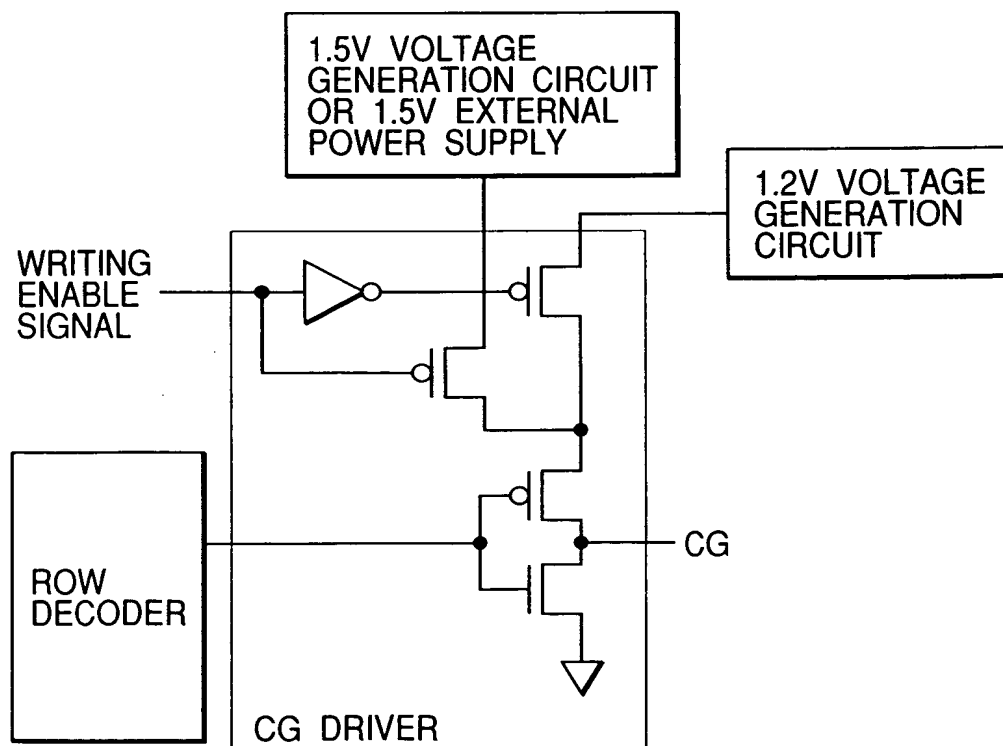 1.5V VOLTAGE
GENERATION CIRCUIT
OR 1.5V EXTERNAL
POWER SUPPLY
1.2V VOLTAGE
GENERATION
CIRCUIT
WRITING
ENABLE
SIGNAL
CG
ROW
DECODER
CG DRIVER